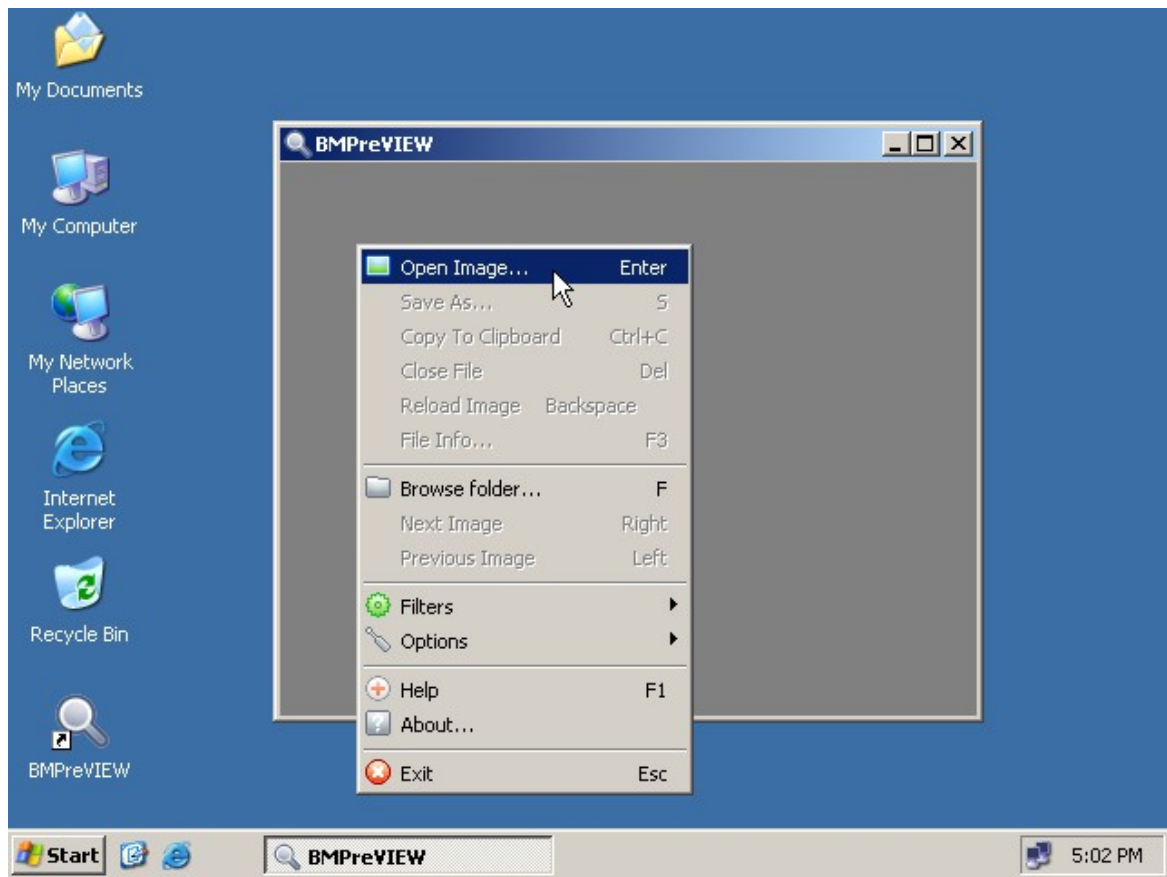 My Documents
My Computer
My Network
Places
Internet
Explorer
Recycle Bin
BMPreVIEW
BMPreVIEW
Open Image... Enter
Save As... S
Copy To Clipboard Ctrl+C
Close File Del
Reload Image Backspace
File Info... F3
Browse folder... F
Next Image Right
Previous Image Left
Filters
Options
Help F1
About...
Exit Esc
Start
BMPreVIEW
5:02 PM